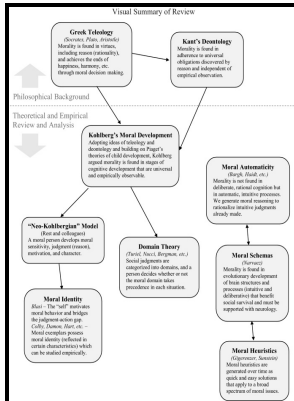 Visual Summary of Review
Greek Teleology
(Socrates, Plato, Aristotle)
Morality is found in virtues,
including reason (rationality),
and achieves the ends of
happiness, harmony, etc.
through moral decision making.
Kant's Deontology
Morality is found in
adherence to universal
obligations discovered by
reason and independent of
empirical observation.
Philosophical Background
Theoretical and Empirical
Review and Analysis
Kohlberg's Moral Development
Adopting ideas of teleology and
deontology and building on Piaget's
theories of child development, Kohlberg
argued morality is found in stages of
cognitive development that are universal
and empirically observable.
Moral Automaticity
(Bargh, Haidt, etc.)
Morality is not found in
deliberate, rational cognition but
in automatic, intuitive processes.
We generate moral reasoning to
rationalize intuitive judgments
already made.
"Neo-Kohlbergian" Model
(Rest and colleagues)
A moral person develops moral
sensitivity, judgment (reason),
motivation, and character.
Domain Theory
(Turiel, Nucci, Bergman, etc.)
Social judgments are
categorized into domains, and a
person decides whether or not
the moral domain takes
precedence in each situation.
Moral Schemas
(Narvaez)
Morality is found in
evolutionary development of
brain structures and
processes (intuitive and
deliberative) that benefit
social survival and must be
supported by neurology.
Moral Identity
Blasi – The "self" motivates
moral behavior and bridges
the judgment-action gap.
Colby, Damon, Hart, etc. –
Moral exemplars possess
moral identity (reflected in
certain characteristics) which
can be studied empirically.
Moral Heuristics
(Gigerenzer, Sunstein)
Moral heuristics are
generated over time as
quick and easy solutions
that apply to a broad
spectrum of moral issues.